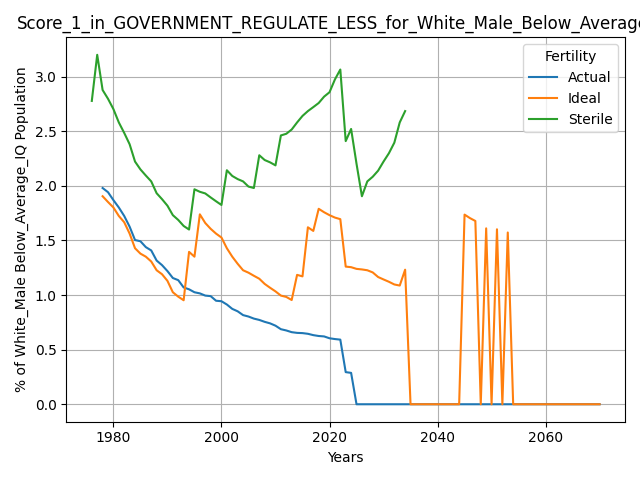 Score_1_in_GOVERNMENT_REGULATE_LESS_for_White_Male_Below_Average
% of White_Male Below_Average_IQ Population
3.0
2.5
2.0
1.5
1.0
0.5
0.0
Fertility
Actual
Ideal
Sterile
1980 2000 2020 2040 2060
Years